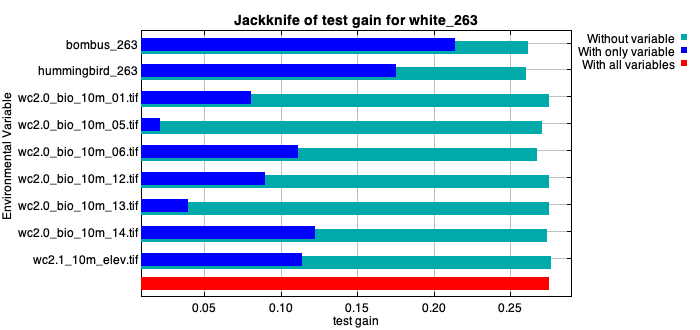 Jackknife of test gain for white_263
Without variable
With only variable
With all variables
Environmental Variable
bombus_263
hummingbird_263
wc2.0_bio_10m_01.tif
wc2.0_bio_10m_05.tif
wc2.0_bio_10m_06.tif
wc2.0_bio_10m_12.tif
wc2.0_bio_10m_13.tif
wc2.0_bio_10m_14.tif
wc2.1_10m_elev.tif
0.05 0.10 0.15 0.20 0.25
test gain